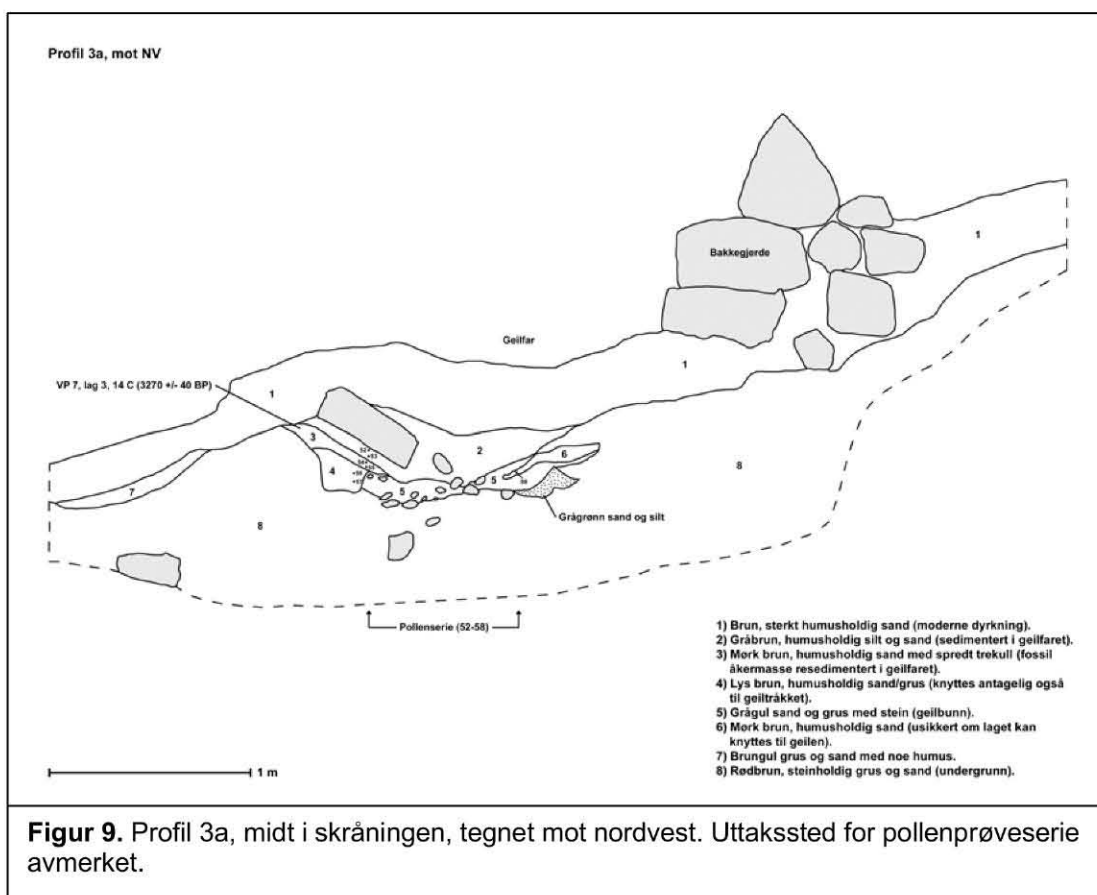 Profil 3a, mot NV
Bakkegjerde
1
Geilfar
1
VP 7, lag 3, 14 C (3270 +/- 40 BP)
1
3
2
6
4
5
5
7
8
8
Grågrønn sand og silt
Pollenserie (52-58)
1 m
1) Brun, sterkt humusholdig sand (moderne dyrkning).
2) Gråbrun, humusholdig silt og sand (sedimentert i geilfaret).
3) Mørk brun, humusholdig sand med spredt trekull (fossil
åkermasse resedimentert i geilfaret).
4) Lys brun, humusholdig sand/grus (knyttes antagelig også
til geiltråkket).
5) Grågul sand og grus med stein (geilbunn).
6) Mørk brun, humusholdig sand (usikkert om laget kan
knyttes til geilen).
7) Brungul grus og sand med noe humus.
8) Rødbrun, steinholdig grus og sand (undergrunn).
Figur 9. Profil 3a, midt i skråningen, tegnet mot nordvest. Uttakssted for pollenprøveserie
avmerket.